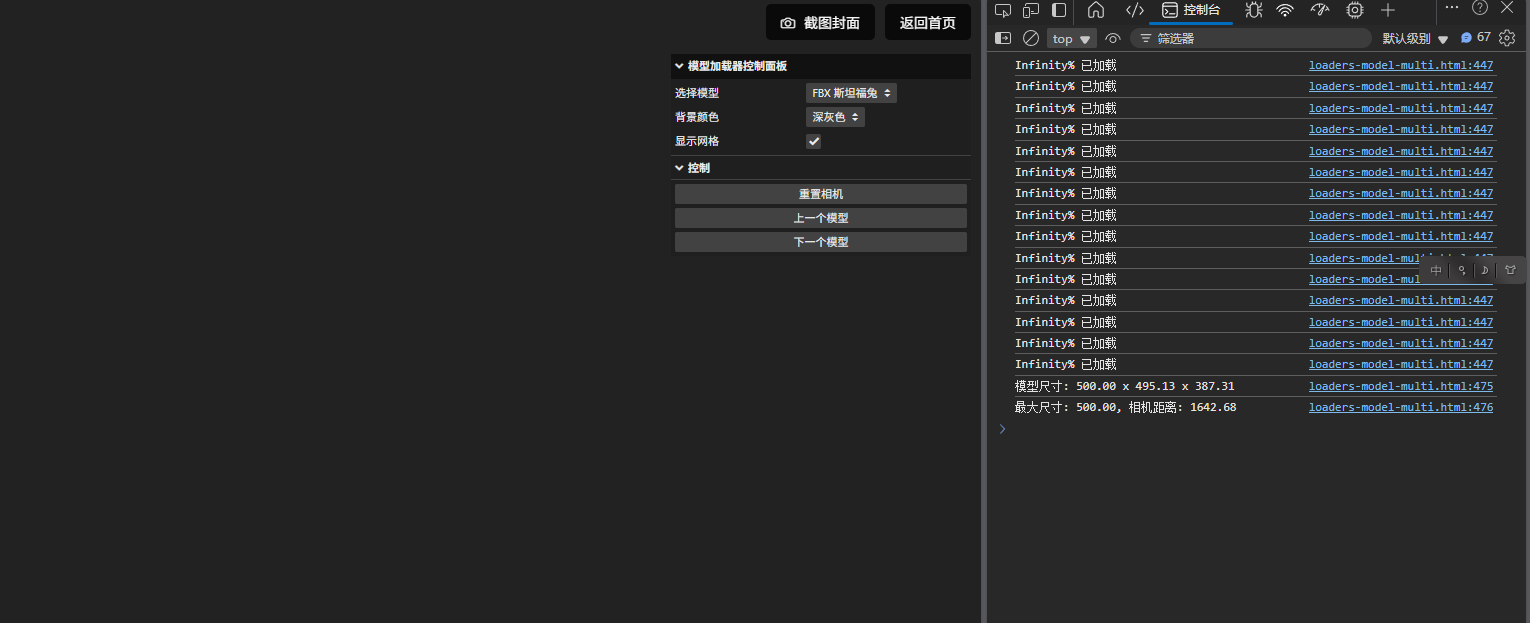 截图封面 返回首页
模型加载器控制面板
选择模型 FBX 斯坦福兔
背景颜色 深灰色
显示网格
控制
重置相机
上一个模型
下一个模型
控制台
top 筛选器 默认级别 67
Infinity% 已加载 loaders-model-multi.html:447
Infinity% 已加载 loaders-model-multi.html:447
Infinity% 已加载 loaders-model-multi.html:447
Infinity% 已加载 loaders-model-multi.html:447
Infinity% 已加载 loaders-model-multi.html:447
Infinity% 已加载 loaders-model-multi.html:447
Infinity% 已加载 loaders-model-multi.html:447
Infinity% 已加载 loaders-model-multi.html:447
Infinity% 已加载 loaders-model-multi.html:447
Infinity% 已加载 loaders-model-multi.html:447
中
Infinity% 已加载 loaders-model-multi.html:447
Infinity% 已加载 loaders-model-multi.html:447
Infinity% 已加载 loaders-model-multi.html:447
Infinity% 已加载 loaders-model-multi.html:447
Infinity% 已加载 loaders-model-multi.html:447
模型尺寸: 500.00 x 495.13 x 387.31 loaders-model-multi.html:475
最大尺寸: 500.00, 相机距离: 1642.68 loaders-model-multi.html:476